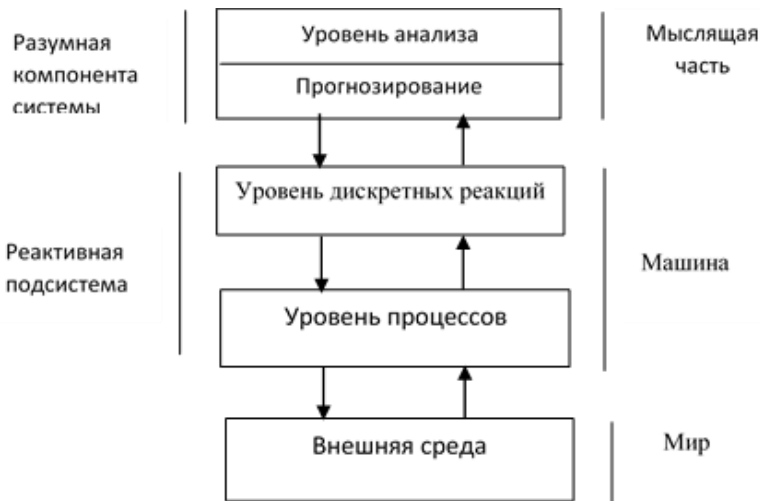 Разумная
компонента
системы
Уровень анализа
Прогнозирование
Мыслящая
часть
Уровень дискретных реакций
Реактивная
подсистема
Машина
Уровень процессов
Внешняя среда
Мир